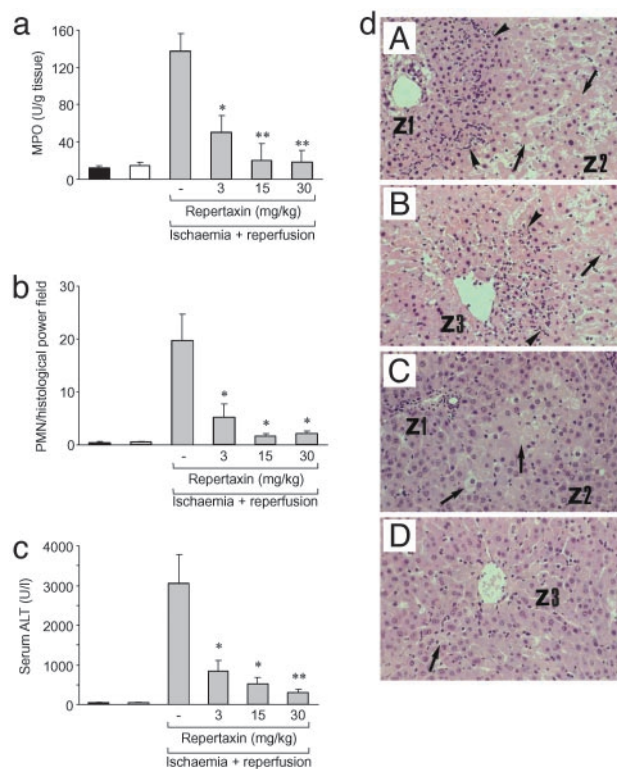 a
MPO (U/g tissue)
160
120
80
40
0
*
**
**
- 3 15 30
Repertaxin (mg/kg)
Ischaemia + reperfusion
b
PMN/histological power field
30
20
10
0
*
*
*
- 3 15 30
Repertaxin (mg/kg)
Ischaemia + reperfusion
c
Serum ALT (U/l)
4000
3000
2000
1000
0
*
*
**
- 3 15 30
Repertaxin (mg/kg)
Ischaemia + reperfusion
d
A
Z1
Z2
B
Z3
C
Z1
Z2
D
Z3